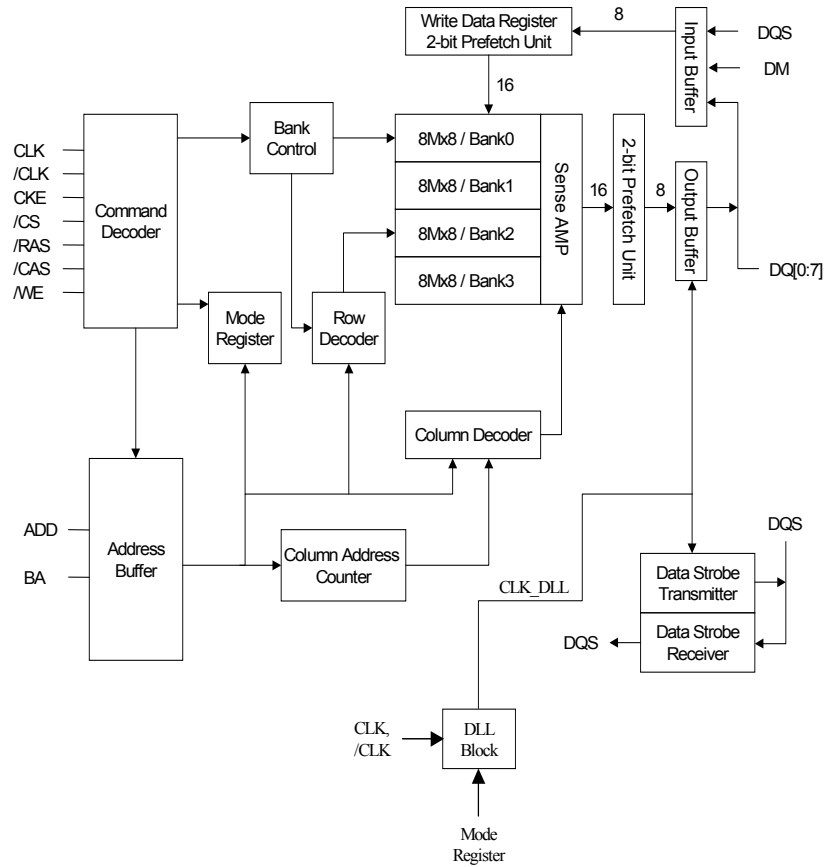 Write Data Register
2-bit Prefetch Unit
8
Input Buffer
DQS
DM
16
Bank
Control
8Mx8 / Bank0
8Mx8 / Bank1
8Mx8 / Bank2
8Mx8 / Bank3
Sense AMP
16
2-bit Prefetch Unit
8
Output Buffer
DQ[0:7]
CLK
/CLK
CKE
/CS
/RAS
/CAS
/WE
Command
Decoder
Mode
Register
Row
Decoder
Column Decoder
ADD
BA
Address
Buffer
Column Address
Counter
CLK_DLL
DQS
Data Strobe
Transmitter
Data Strobe
Receiver
DQS
CLK,
/CLK
DLL
Block
Mode
Register